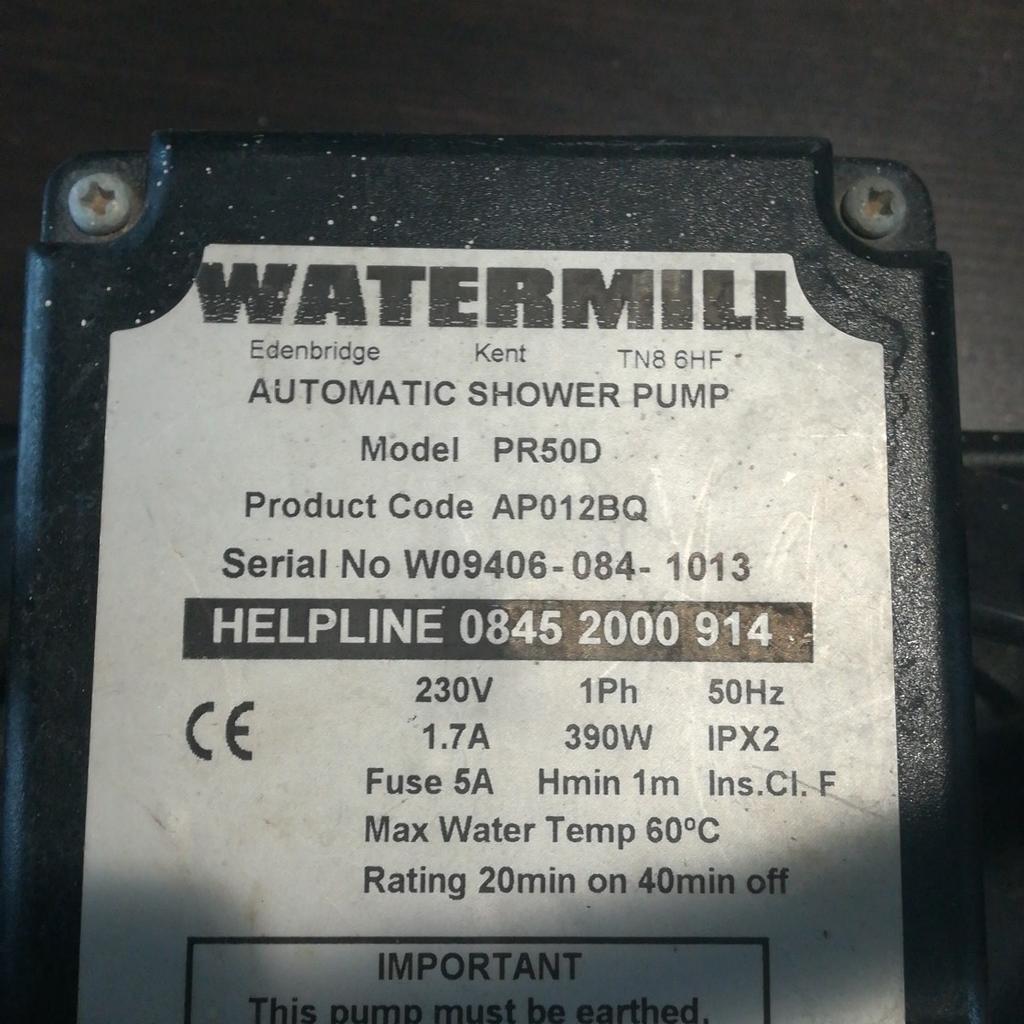 WATERMILL
Edenbridge Kent TN8 6HF
AUTOMATIC SHOWER PUMP
Model PR50D
Product Code AP012BQ
Serial No W09406-084-1013
HELPLINE 0845 2000 914
230V 1Ph 50Hz
CE 1.7A 390W IPX2
Fuse 5A Hmin 1m Ins.Cl. F
Max Water Temp 60ºC
Rating 20min on 40min off
IMPORTANT
This pump must be earthed.